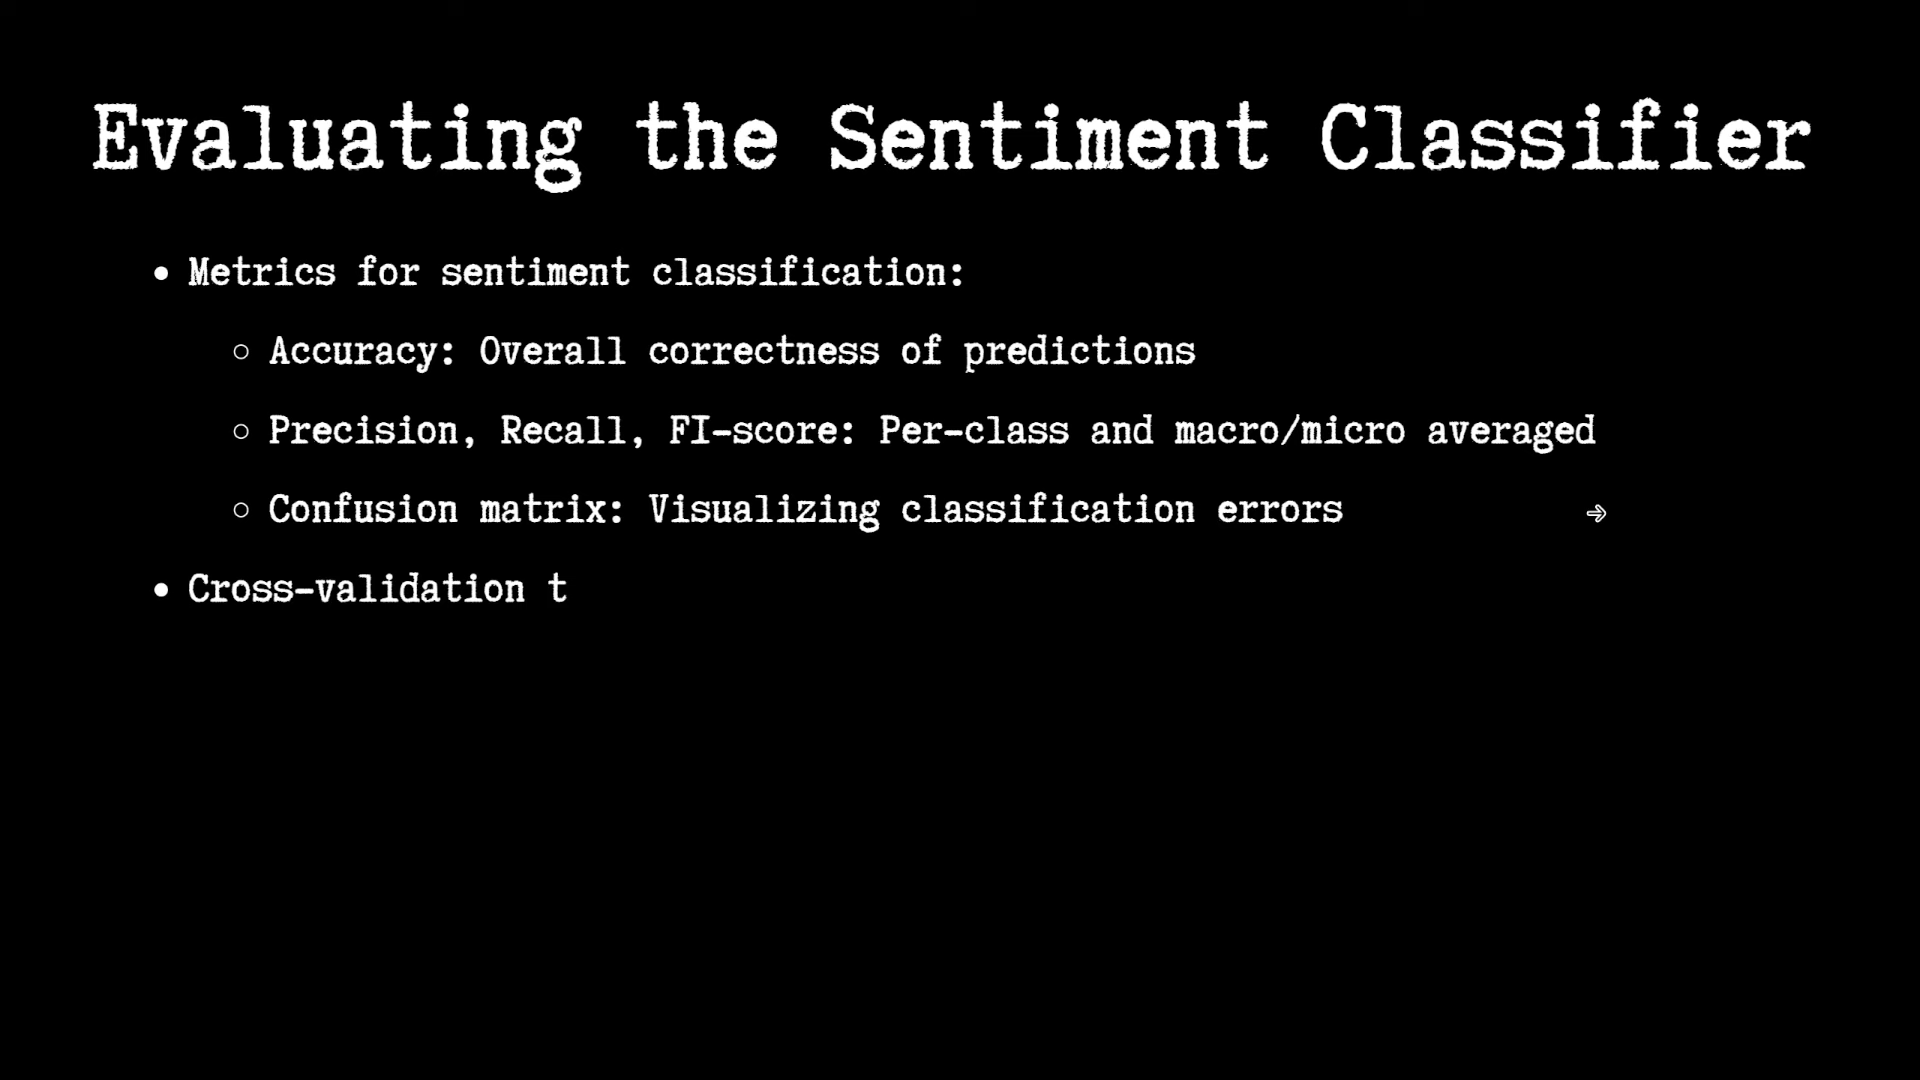 Evaluating the Sentiment Classifier
• Metrics for sentiment classification:
○ Accuracy: Overall correctness of predictions
○ Precision, Recall, FI-score: Per-class and macro/micro averaged
○ Confusion matrix: Visualizing classification errors
• Cross-validation t